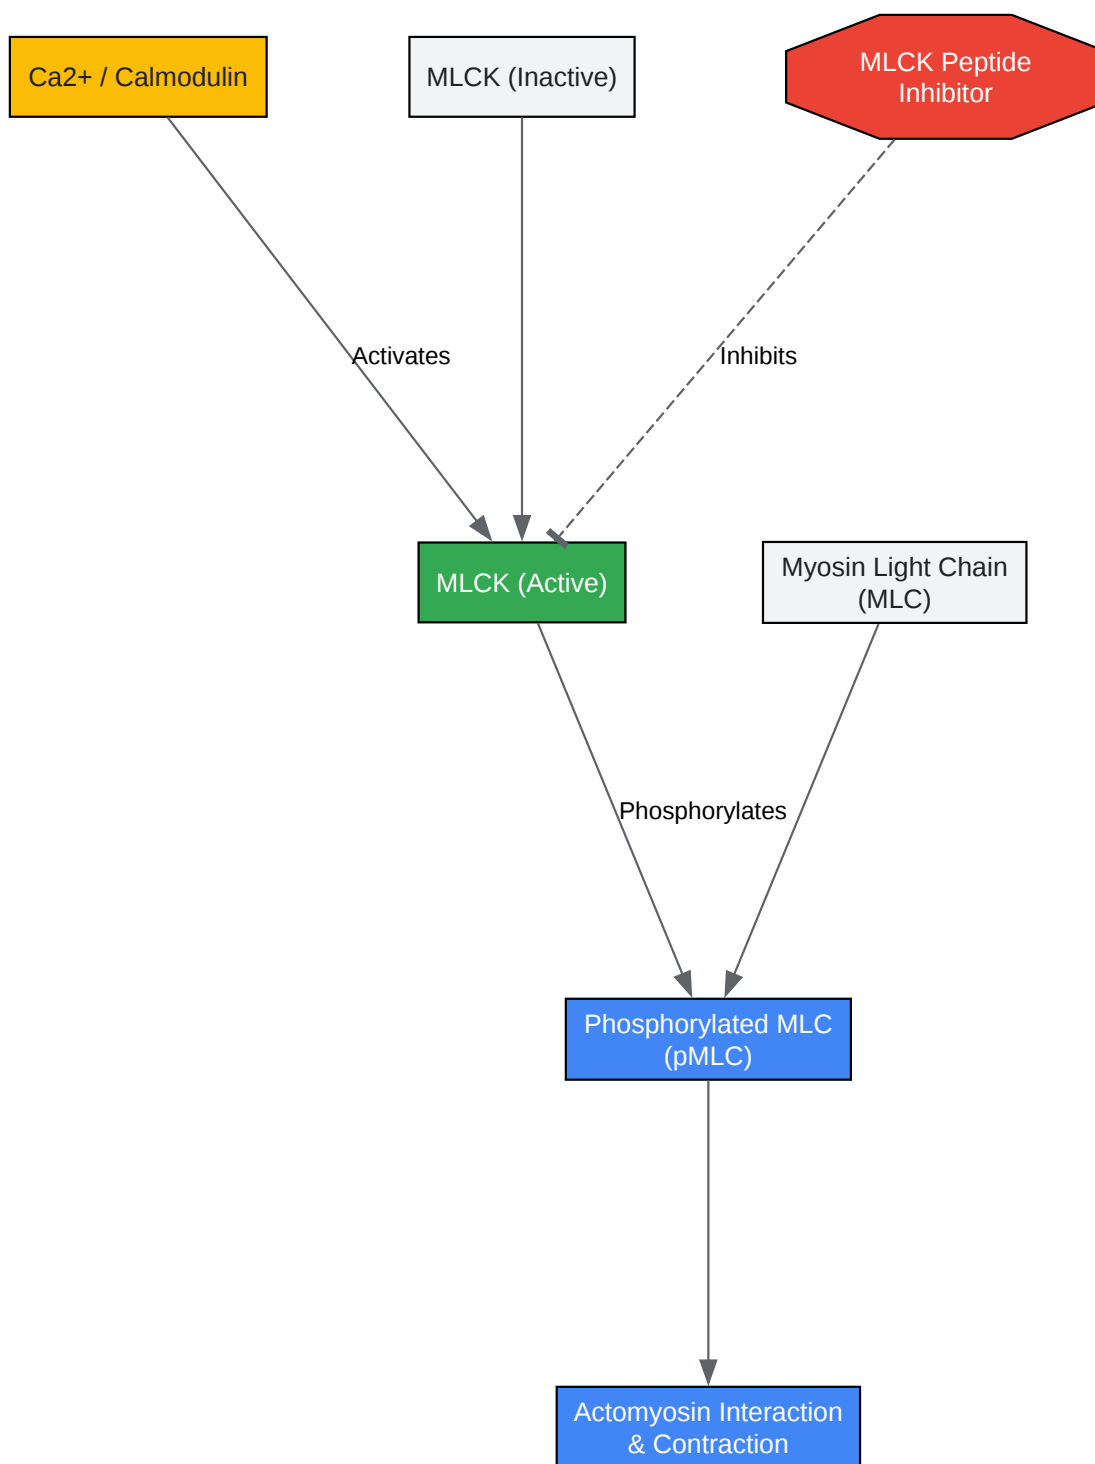 Ca2+ / Calmodulin
MLCK (Inactive)
MLCK Peptide
Inhibitor
Activates
Inhibits
MLCK (Active)
Myosin Light Chain
(MLC)
Phosphorylates
Phosphorylated MLC
(pMLC)
Actomyosin Interaction
& Contraction